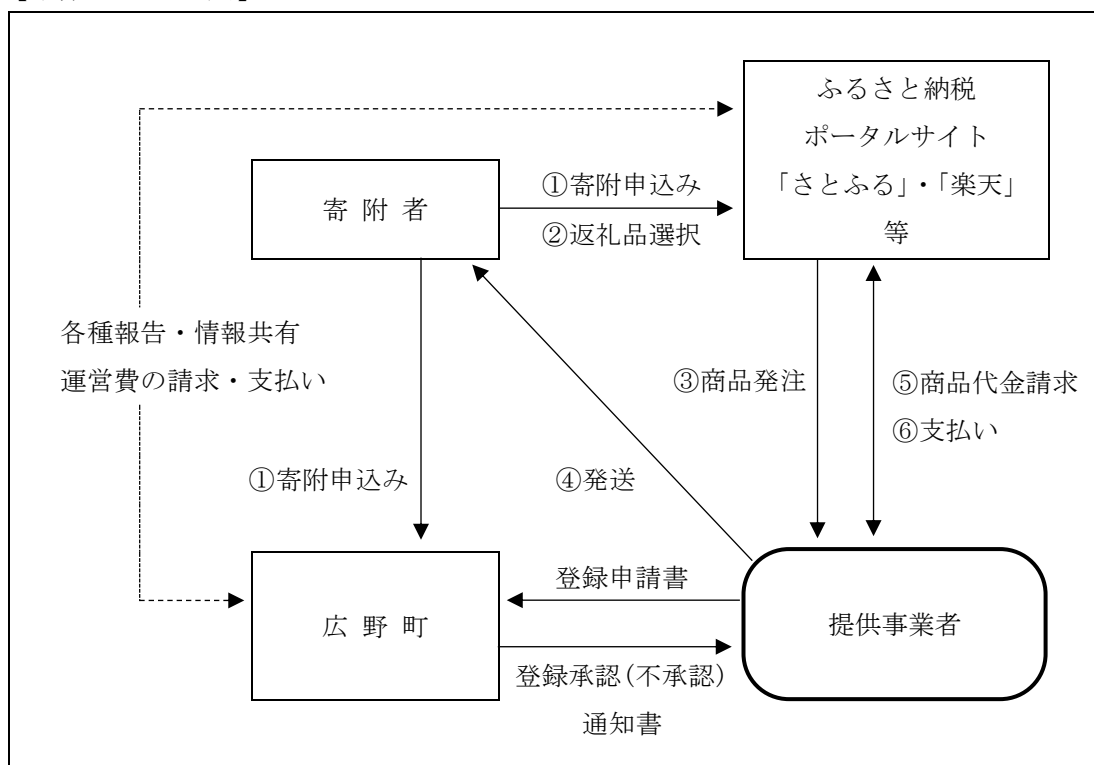 ふるさと納税
ポータルサイト
「さとふる」・「楽天」
等
寄 附 者
①寄附申込み
②返礼品選択
各種報告・情報共有
運営費の請求・支払い
③商品発注
⑤商品代金請求
⑥支払い
①寄附申込み
④発送
広 野 町
登録申請書
提供事業者
登録承認(不承認)
通知書